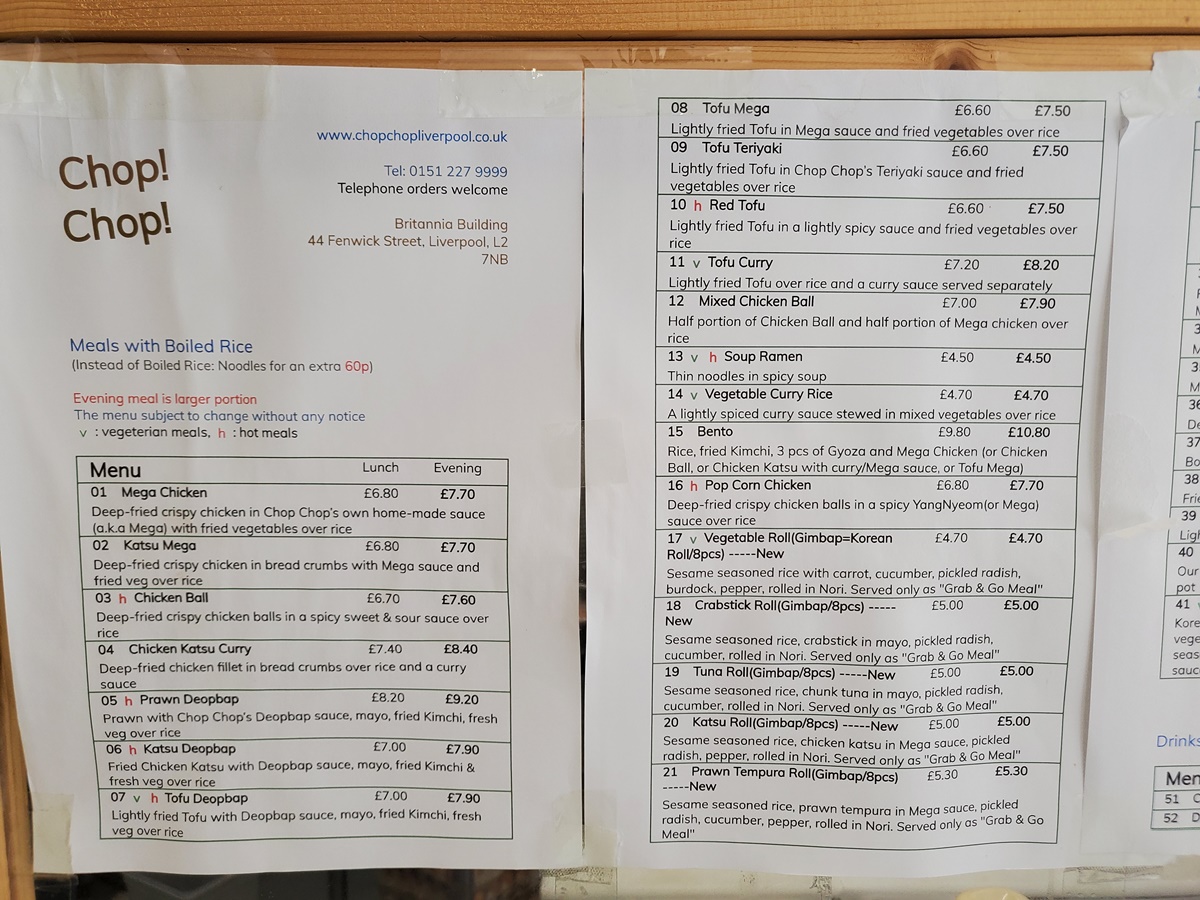 Chop!
Chop!
www.chopchopliverpool.co.uk
Tel: 0151 227 9999
Telephone orders welcome
Britannia Building
44 Fenwick Street, Liverpool, L2
7NB
Meals with Boiled Rice
(Instead of Boiled Rice: Noodles for an extra 60p)
Evening meal is larger portion
The menu subject to change without any notice
v : vegeterian meals, h : hot meals
Menu Lunch Evening
01 Mega Chicken £6.80 £7.70
Deep-fried crispy chicken in Chop Chop's own home-made sauce
(a.k.a Mega) with fried vegetables over rice
02 Katsu Mega £6.80 £7.70
Deep-fried crispy chicken in bread crumbs with Mega sauce and
fried veg over rice
03 h Chicken Ball £6.70 £7.60
Deep-fried crispy chicken balls in a spicy sweet & sour sauce over
rice
04 Chicken Katsu Curry £7.40 £8.40
Deep-fried chicken fillet in bread crumbs over rice and a curry
sauce
05 h Prawn Deopbap £8.20 £9.20
Prawn with Chop Chop's Deopbap sauce, mayo, fried Kimchi, fresh
veg over rice
06 h Katsu Deopbap £7.00 £7.90
Fried Chicken Katsu with Deopbap sauce, mayo, fried Kimchi &
fresh veg over rice
07 v h Tofu Deopbap £7.00 £7.90
Lightly fried Tofu with Deopbap sauce, mayo, fried Kimchi, fresh
veg over rice
08 Tofu Mega £6.60 £7.50
Lightly fried Tofu in Mega sauce and fried vegetables over rice
09 Tofu Teriyaki £6.60 £7.50
Lightly fried Tofu in Chop Chop's Teriyaki sauce and fried
vegetables over rice
10 h Red Tofu £6.60 £7.50
Lightly fried Tofu in a lightly spicy sauce and fried vegetables over
rice
11 v Tofu Curry £7.20 £8.20
Lightly fried Tofu over rice and a curry sauce served separately
12 Mixed Chicken Ball £7.00 £7.90
Half portion of Chicken Ball and half portion of Mega chicken over
rice
13 v h Soup Ramen £4.50 £4.50
Thin noodles in spicy soup
14 v Vegetable Curry Rice £4.70 £4.70
A lightly spiced curry sauce stewed in mixed vegetables over rice
15 Bento £9.80 £10.80
Rice, fried Kimchi, 3 pcs of Gyoza and Mega Chicken (or Chicken
Ball, or Chicken Katsu with curry/Mega sauce, or Tofu Mega)
16 h Pop Corn Chicken £6.80 £7.70
Deep-fried crispy chicken balls in a spicy YangNyeom(or Mega)
sauce over rice
17 v Vegetable Roll(Gimbap=Korean £4.70 £4.70
Roll/8pcs) -----New
Sesame seasoned rice with carrot, cucumber, pickled radish,
burdock, pepper, rolled in Nori. Served only as "Grab & Go Meal"
18 Crabstick Roll(Gimbap/8pcs) ----- £5.00 £5.00
New
Sesame seasoned rice, crabstick in mayo, pickled radish,
cucumber, rolled in Nori. Served only as "Grab & Go Meal"
19 Tuna Roll(Gimbap/8pcs) -----New £5.00 £5.00
Sesame seasoned rice, chunk tuna in mayo, pickled radish,
cucumber, rolled in Nori. Served only as "Grab & Go Meal"
20 Katsu Roll(Gimbap/8pcs) -----New £5.00 £5.00
Sesame seasoned rice, chicken katsu in Mega sauce, pickled
radish, pepper, rolled in Nori. Served only as "Grab & Go Meal"
21 Prawn Tempura Roll(Gimbap/8pcs) £5.30 £5.30
-----New
Sesame seasoned rice, prawn tempura in Mega sauce, pickled
radish, cucumber, pepper, rolled in Nori. Served only as "Grab & Go
Meal"
36
37
38
39
40
Our
pot
41
Drinks
51
52